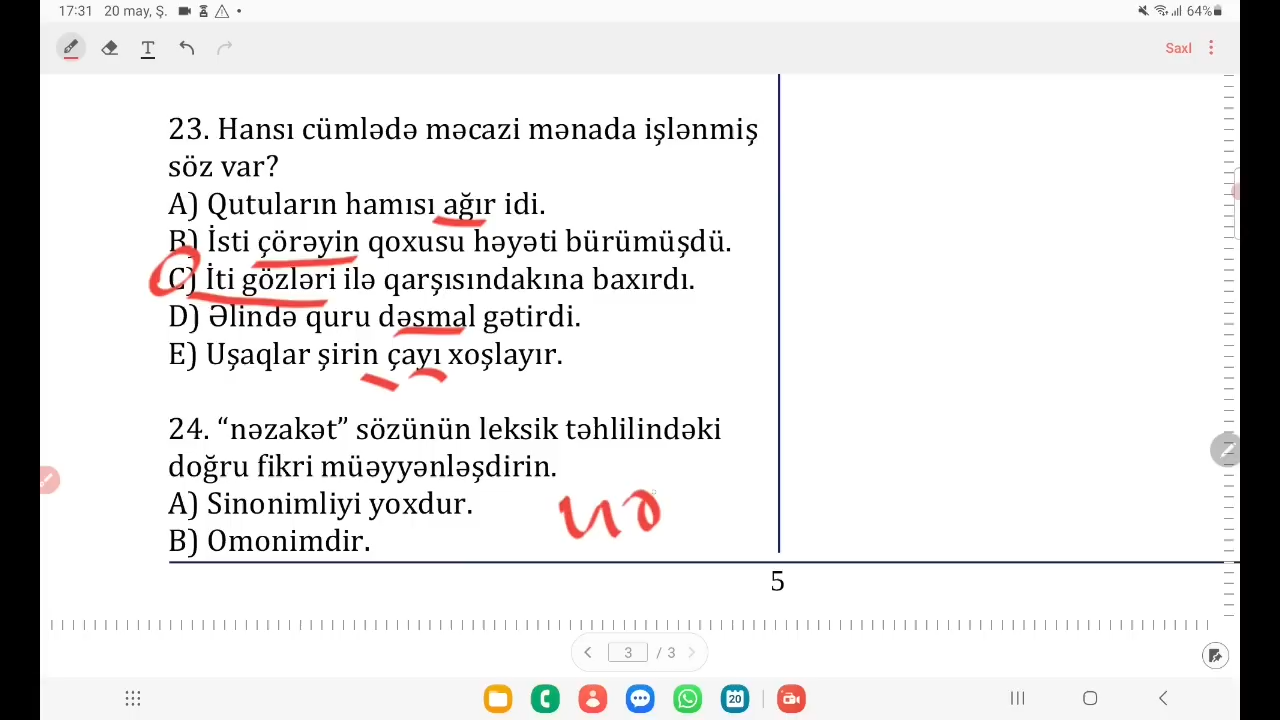 17:31 20 may, Ş.
64%
T
Saxl
23. Hansı cümlədə məcazi mənada işlənmiş
söz var?
A) Qutuların hamısı ağır idi.
B) İsti çörəyin qoxusu həyəti bürümüşdü.
C) İti gözləri ilə qarşısındakına baxırdı.
D) Əlində quru dəsmal gətirdi.
E) Uşaqlar şirin çayı xoşlayır.
24. “nəzakət” sözünün leksik təhlilindəki
doğru fikri müəyyənləşdirin.
A) Sinonimliyi yoxdur.
B) Omonimdir.
5
3 / 3
20